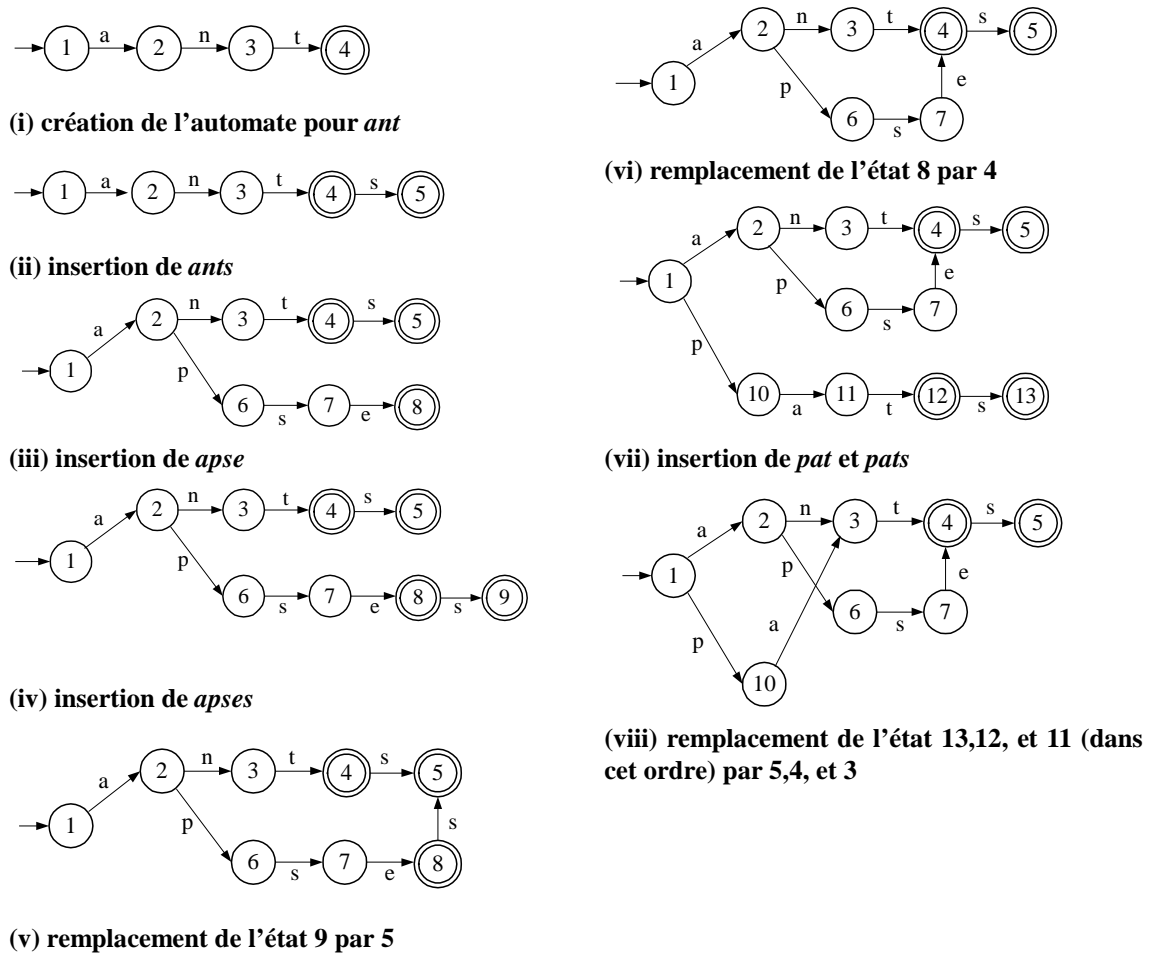 1 a 2 n 3 t 4
(i) création de l'automate pour ant
1 a 2 n 3 t 4 s 5
(ii) insertion de ants
1 a 2 n 3 t 4 s 5
p 6 s 7 e 8
(iii) insertion de apse
1 a 2 n 3 t 4 s 5
p 6 s 7 e 8 s 9
(iv) insertion de apses
1 a 2 n 3 t 4 s 5
p 6 s 7 e 8 s
(v) remplacement de l'état 9 par 5
1 a 2 n 3 t 4 s 5
p 6 s 7 e
(vi) remplacement de l'état 8 par 4
1 a 2 n 3 t 4 s 5
p 6 s 7 e
p 10 a 11 t 12 s 13
(vii) insertion de pat et pats
1 a 2 n 3 t 4 s 5
p 6 s 7 e
p 10 a
(viii) remplacement de l'état 13,12, et 11 (dans
cet ordre) par 5,4, et 3